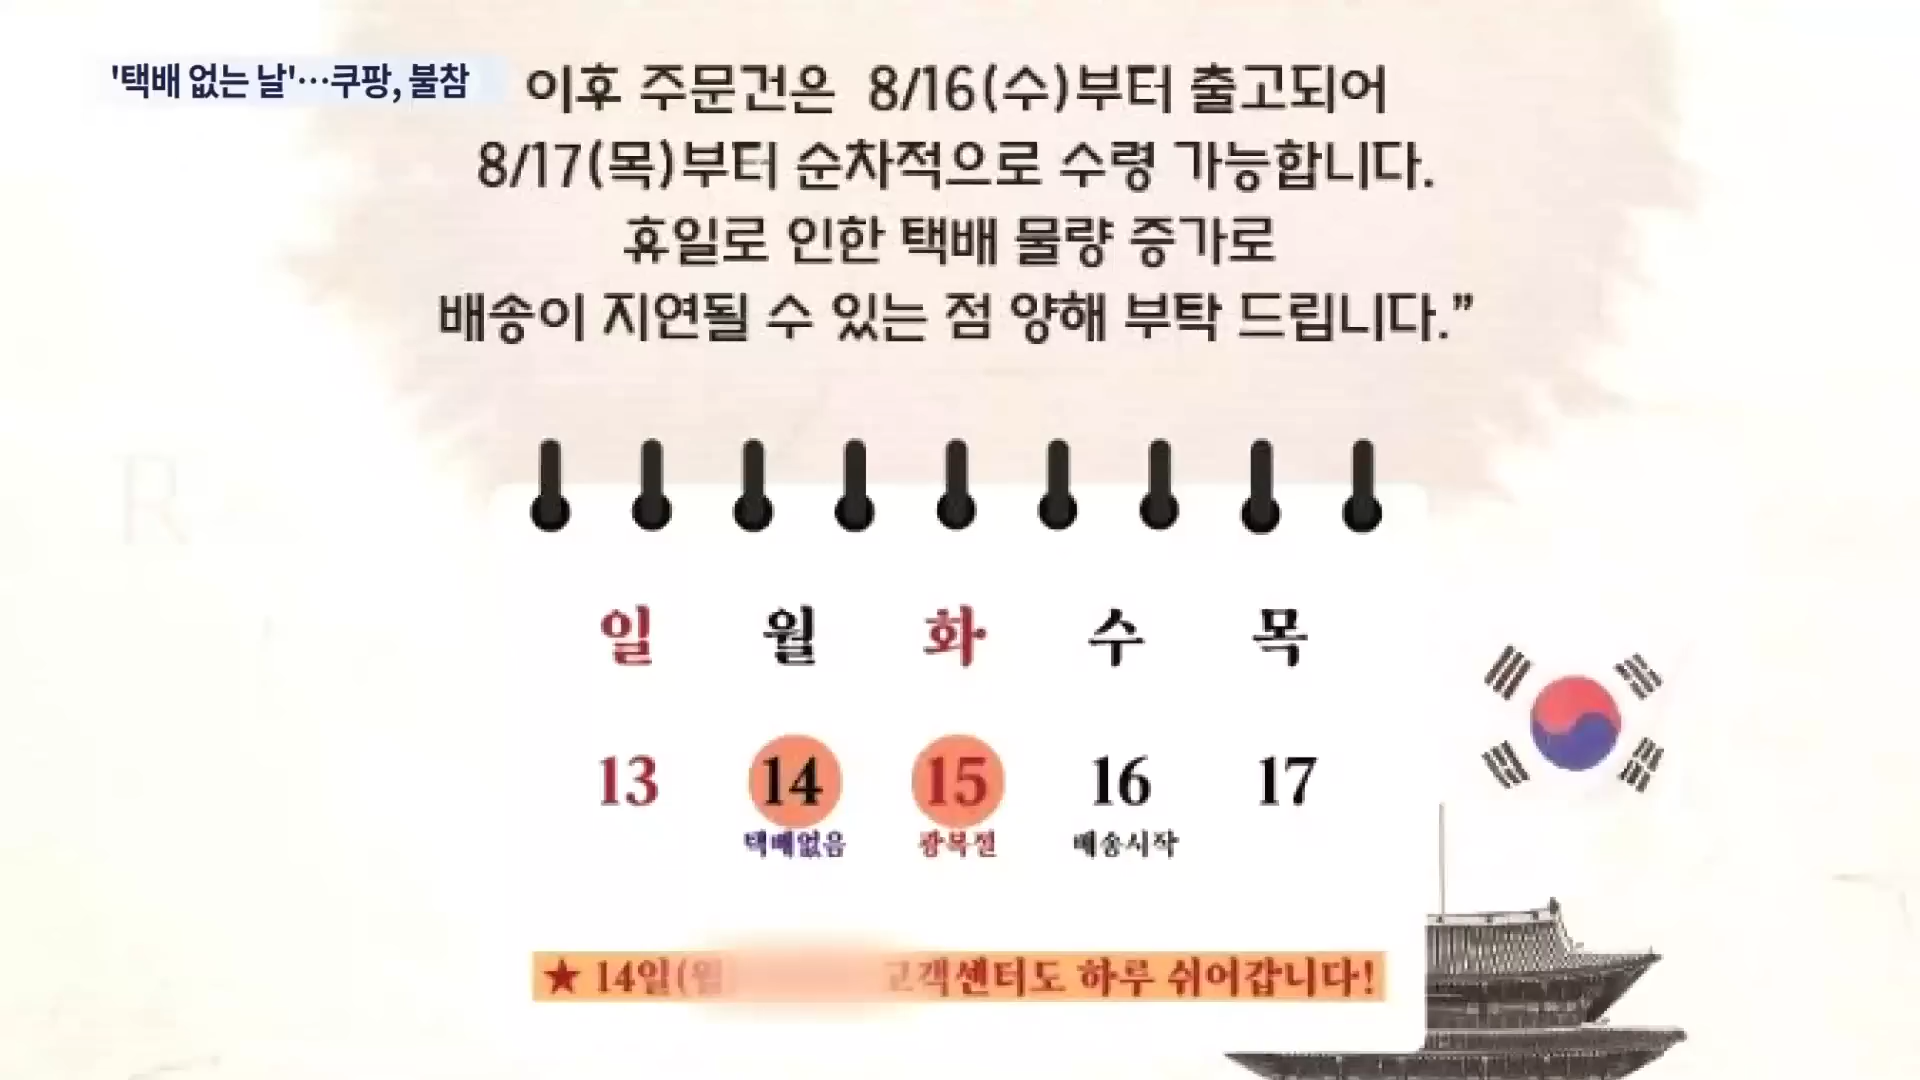 '택배 없는 날'…쿠팡, 불참
이후 주문건은 8/16(수)부터 출고되어
8/17(목)부터 순차적으로 수령 가능합니다.
휴일로 인한 택배 물량 증가로
배송이 지연될 수 있는 점 양해 부탁 드립니다.”
일 월 화 수 목
13 14 15 16 17
택배없음 광복절 배송시작
★ 14일(월) 고객센터도 하루 쉬어갑니다!